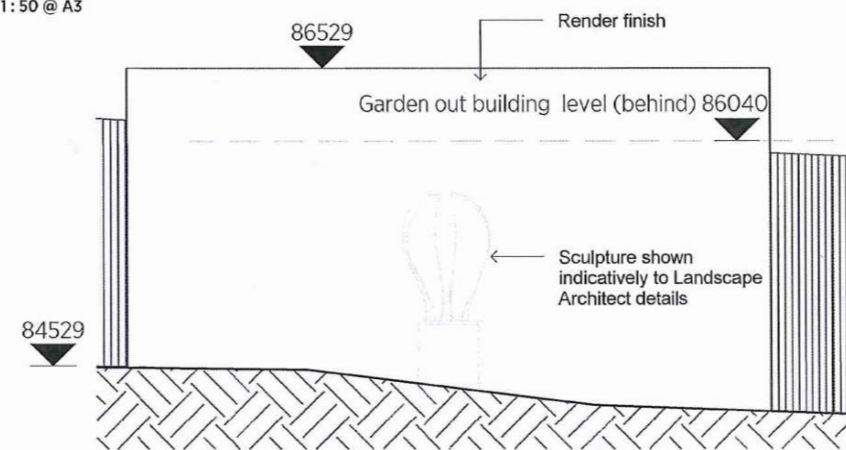 1:50 @ A3
Render finish
86529
Garden out building level (behind) 86040
Sculpture shown
indicatively to Landscape
Architect details
84529